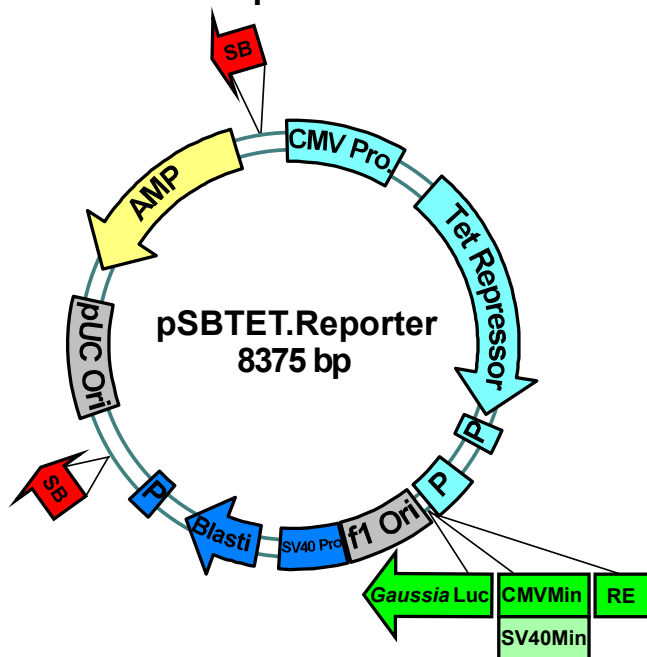 SB
CMV Pro.
AMP
Tet Repressor
pSBTET.Reporter
8375 bp
pUC Ori
P
P
SB
P
Blasti
SV40 Pro
f1 Ori
Gaussia Luc
CMVMin
RE
SV40Min